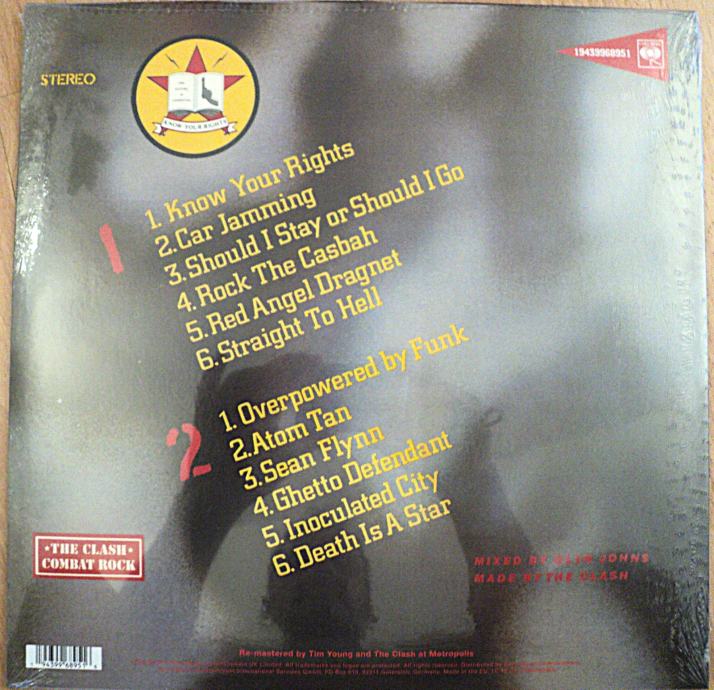 STEREO
KNOW YOUR RIGHTS
19439968951
1
1. Know Your Rights
2. Car Jamming
3. Should I Stay or Should I Go
4. Rock The Casbah
5. Red Angel Dragnet
6. Straight To Hell
2
1. Overpowered by Funk
2. Atom Tan
3. Sean Flynn
4. Ghetto Defendant
5. Inoculated City
6. Death Is A Star
THE CLASH
COMBAT ROCK
MIXED BY GLYN JOHNS
MADE BY THE CLASH
Re-mastered by Tim Young and The Clash at Metropolis